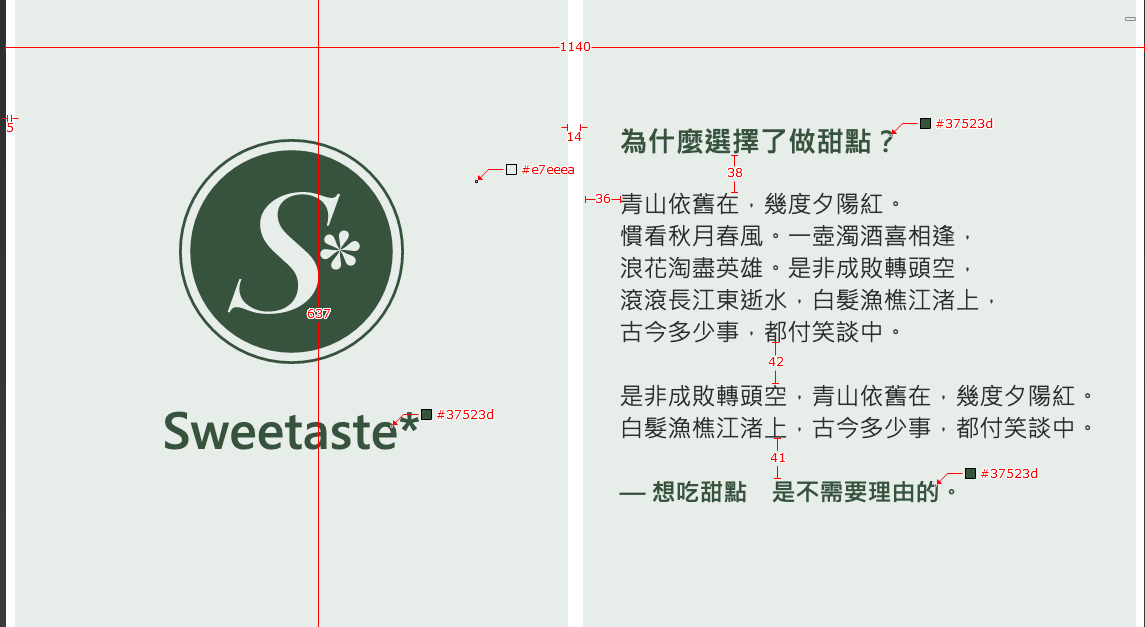 1140
5
14
#37523d
為什麼選擇了做甜點？
#e7eeea
38
36
青山依舊在，幾度夕陽紅。
慣看秋月春風。一壺濁酒喜相逢，
浪花淘盡英雄。是非成敗轉頭空，
滾滾長江東逝水，白髮漁樵江渚上，
古今多少事，都付笑談中。
S*
637
42
Sweetaste*
#37523d
是非成敗轉頭空，青山依舊在，幾度夕陽紅。
白髮漁樵江渚上，古今多少事，都付笑談中。
41
#37523d
— 想吃甜點　是不需要理由的。